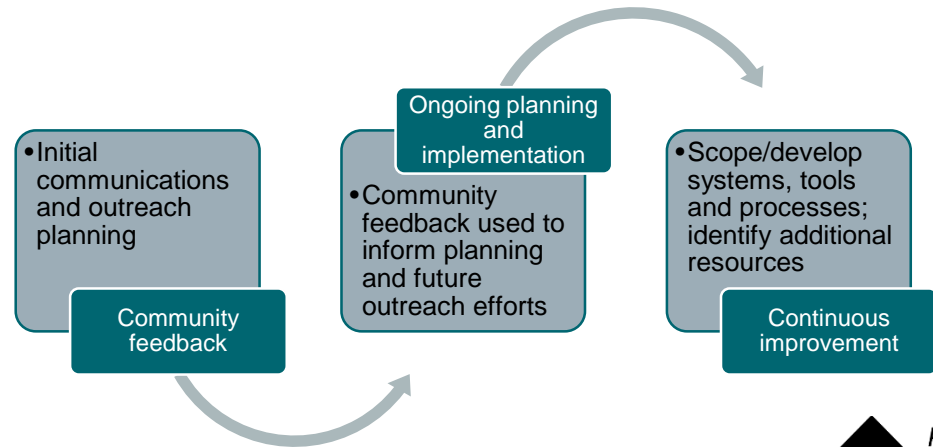 •Initial
communications
and outreach
planning
Community
feedback
Ongoing planning
and
implementation
•Community
feedback used to
inform planning
and future
outreach efforts
•Scope/develop
systems, tools
and processes;
identify additional
resources
Continuous
improvement